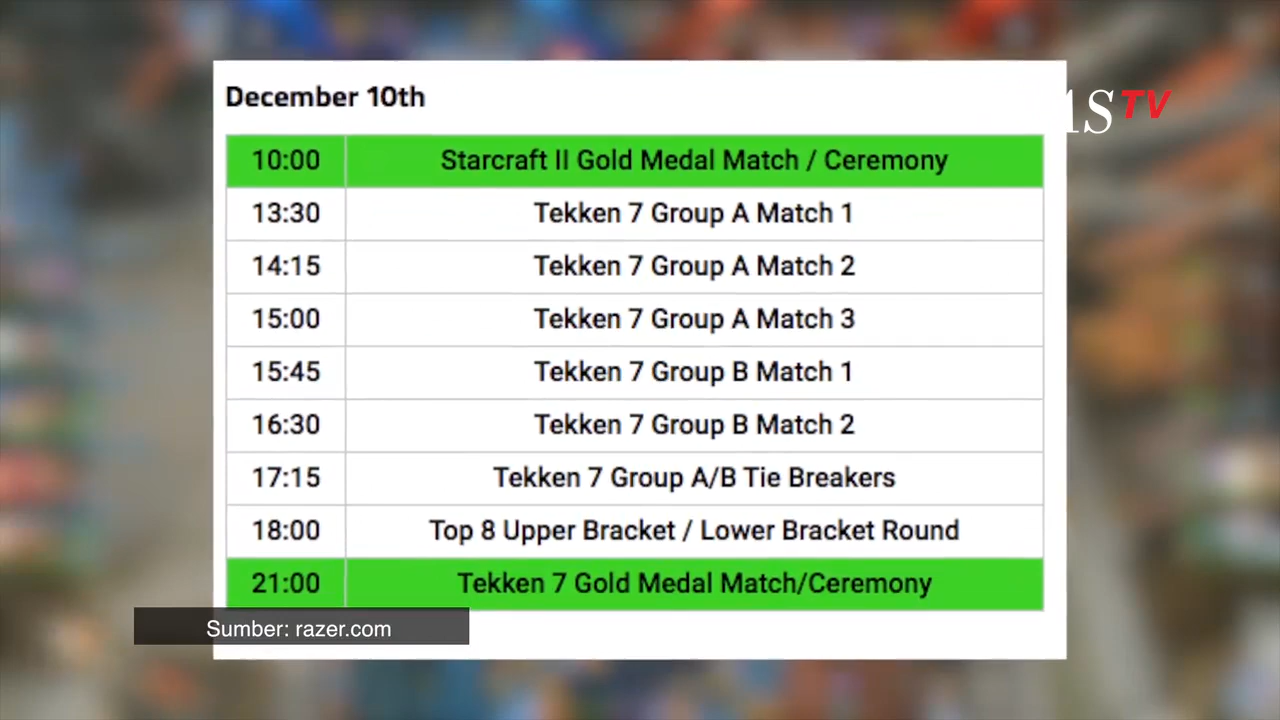 December 10th
TV
10:00 Starcraft II Gold Medal Match / Ceremony
13:30 Tekken 7 Group A Match 1
14:15 Tekken 7 Group A Match 2
15:00 Tekken 7 Group A Match 3
15:45 Tekken 7 Group B Match 1
16:30 Tekken 7 Group B Match 2
17:15 Tekken 7 Group A/B Tie Breakers
18:00 Top 8 Upper Bracket / Lower Bracket Round
21:00 Tekken 7 Gold Medal Match/Ceremony
Sumber: razer.com